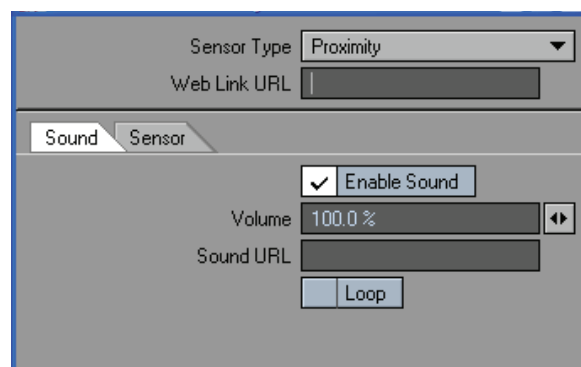 Sensor Type Proximity
Web Link URL
Sound Sensor
Enable Sound
Volume 100.0 %
Sound URL
Loop